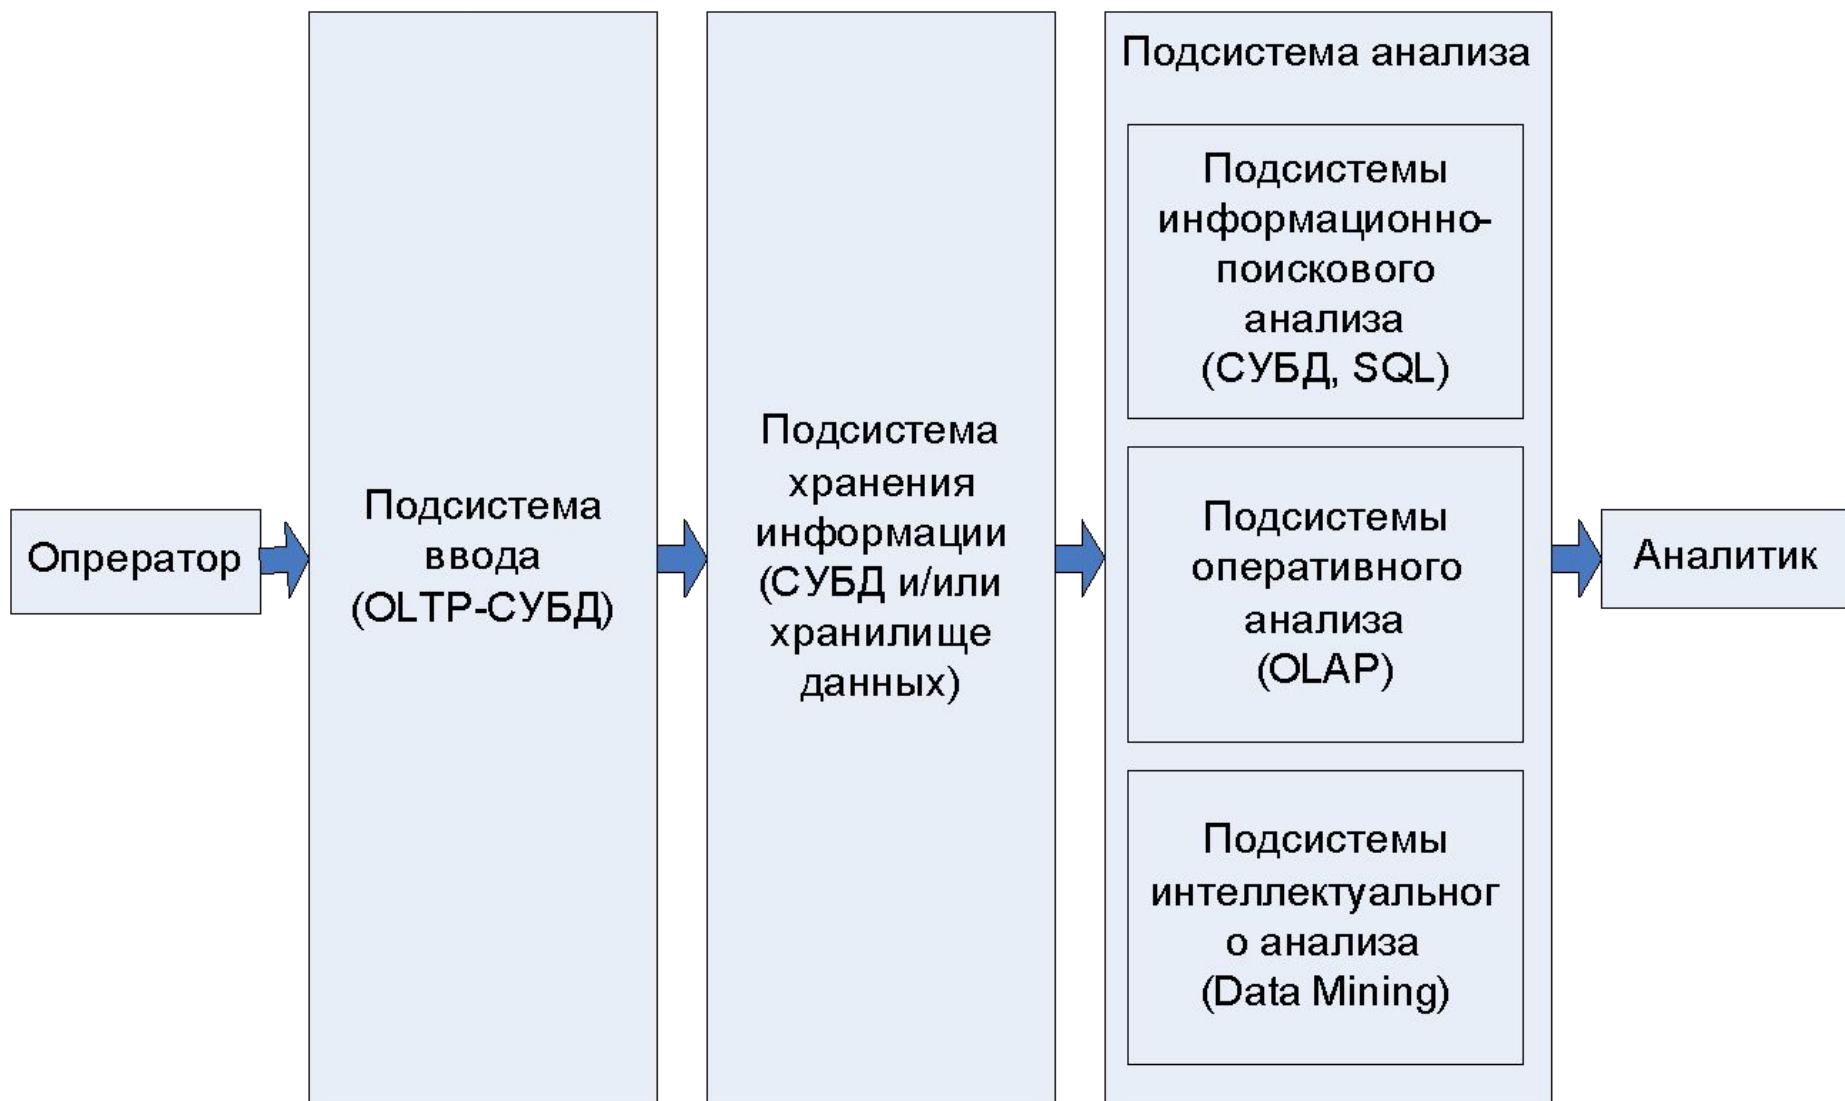 Опрератор
Подсистема
ввода
(OLTP-СУБД)
Подсистема
хранения
информации
(СУБД и/или
хранилище
данных)
Подсистема анализа
Подсистемы
информационно-
поискового
анализа
(СУБД, SQL)
Подсистемы
оперативного
анализа
(OLAP)
Подсистемы
интеллектуальног
о анализа
(Data Mining)
Аналитик